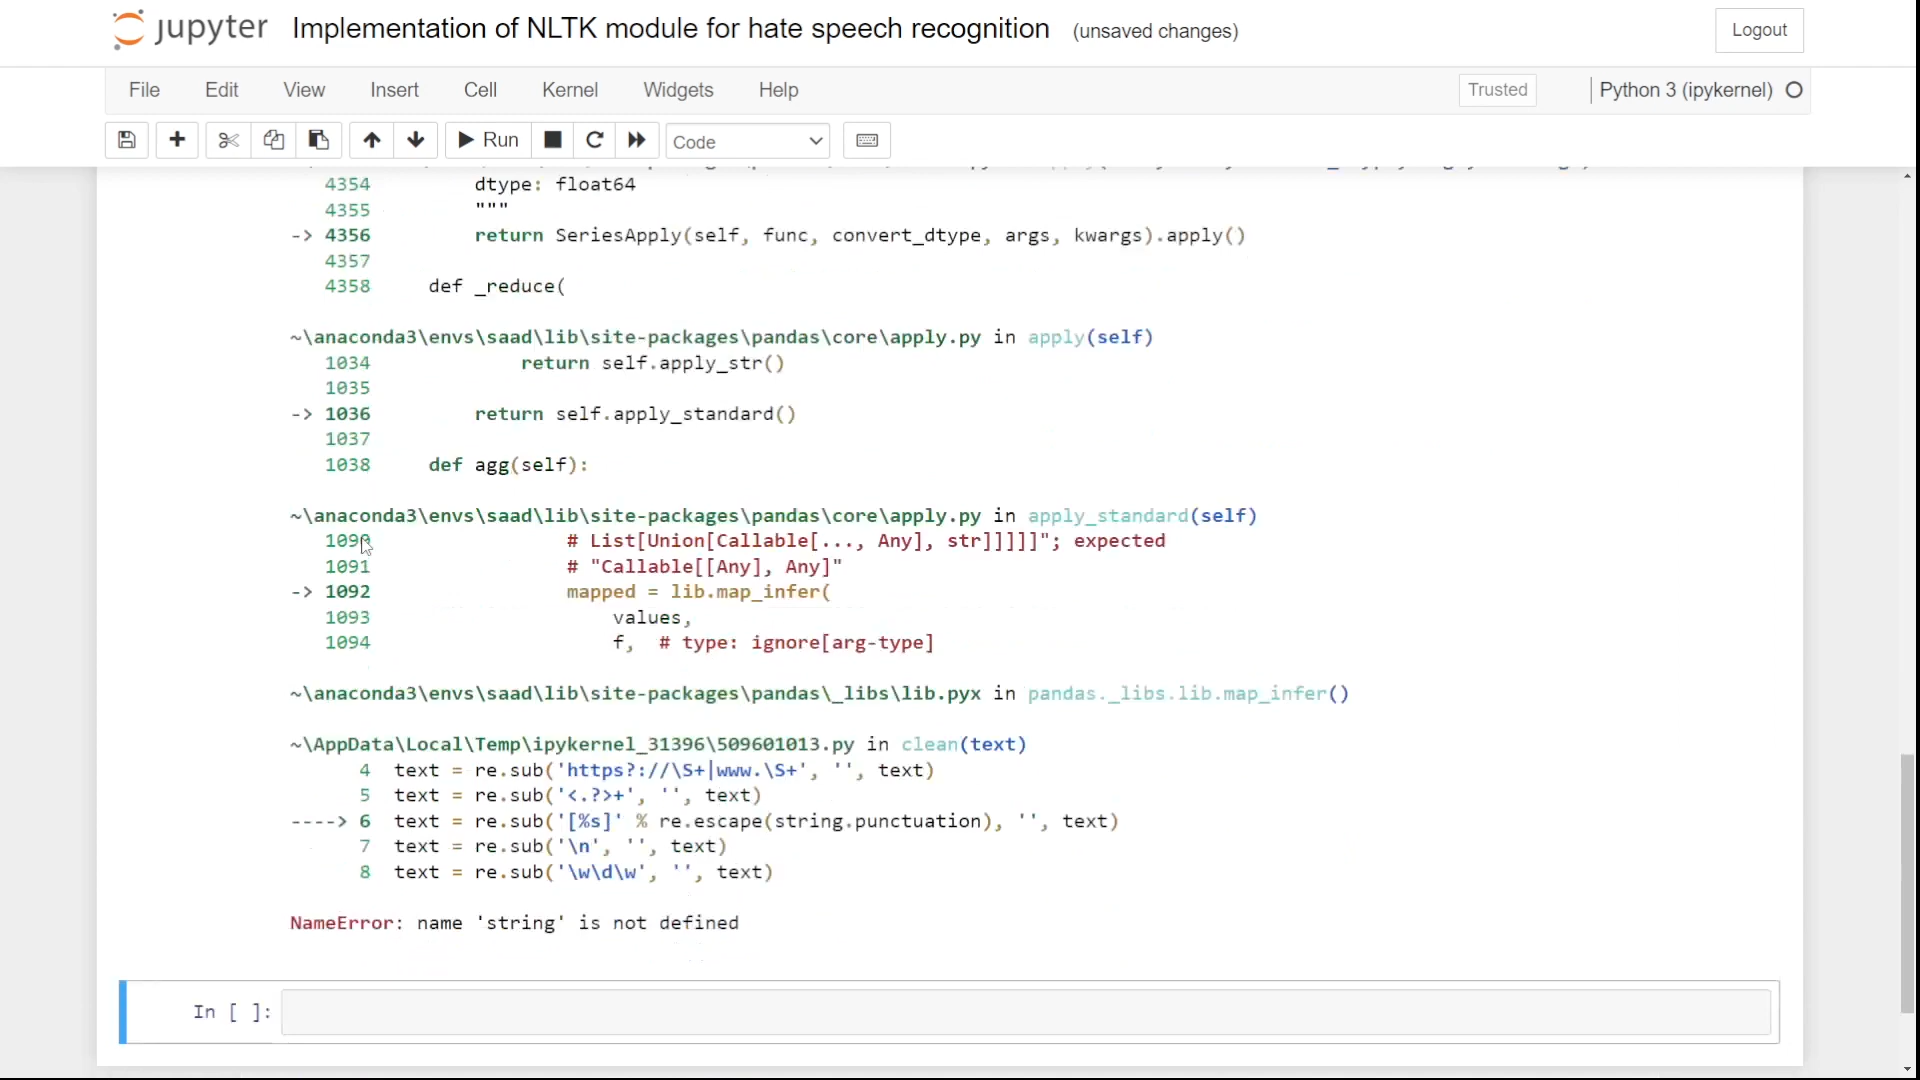 jupyter Implementation of NLTK module for hate speech recognition (unsaved changes) Logout
File Edit View Insert Cell Kernel Widgets Help Trusted Python 3 (ipykernel)
Run Code
4354 dtype: float64
4355 """
-> 4356 return SeriesApply(self, func, convert_dtype, args, kwargs).apply()
4357
4358 def _reduce(
~\anaconda3\envs\saad\lib\site-packages\pandas\core\apply.py in apply(self)
1034 return self.apply_str()
1035
-> 1036 return self.apply_standard()
1037
1038 def agg(self):
~\anaconda3\envs\saad\lib\site-packages\pandas\core\apply.py in apply_standard(self)
1090 # List[Union[Callable[..., Any], str]]]]]"; expected
1091 # "Callable[[Any], Any]"
-> 1092 mapped = lib.map_infer(
1093 values,
1094 f, # type: ignore[arg-type]
~\anaconda3\envs\saad\lib\site-packages\pandas\_libs\lib.pyx in pandas._libs.lib.map_infer()
~\AppData\Local\Temp\ipykernel_31396\509601013.py in clean(text)
4 text = re.sub('https?://\S+|www.\S+', '', text)
5 text = re.sub('<.?>+', '', text)
----> 6 text = re.sub('[%s]' % re.escape(string.punctuation), '', text)
7 text = re.sub('\n', '', text)
8 text = re.sub('\w\d\w', '', text)
NameError: name 'string' is not defined
In [ ]: